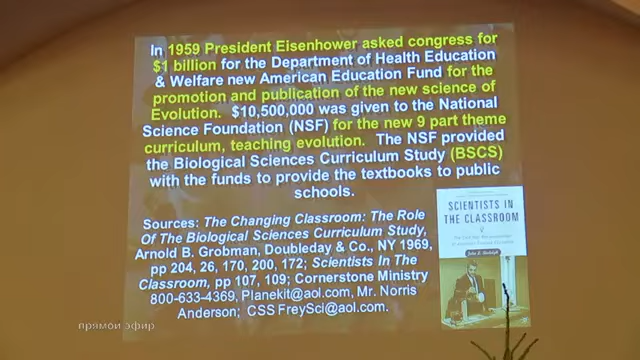 In 1959 President Eisenhower asked congress for
$1 billion for the Department of Health Education
& Welfare new American Education Fund for the
promotion and publication of the new science of
Evolution. $10,500,000 was given to the National
Science Foundation (NSF) for the new 9 part theme
curriculum, teaching evolution. The NSF provided
the Biological Sciences Curriculum Study (BSCS)
with the funds to provide the textbooks to public
schools.
Sources: The Changing Classroom: The Role
Of The Biological Sciences Curriculum Study,
Arnold B. Grobman, Doubleday & Co., NY 1969,
pp 204, 26, 170, 200, 172; Scientists In The
Classroom, pp 107, 109; Cornerstone Ministry
800-633-4369, Planekit@aol.com, Mr. Norris
Anderson; CSS FreySci@aol.com.
SCIENTISTS IN
THE CLASSROOM
John L. Rudolph
прямой эфир